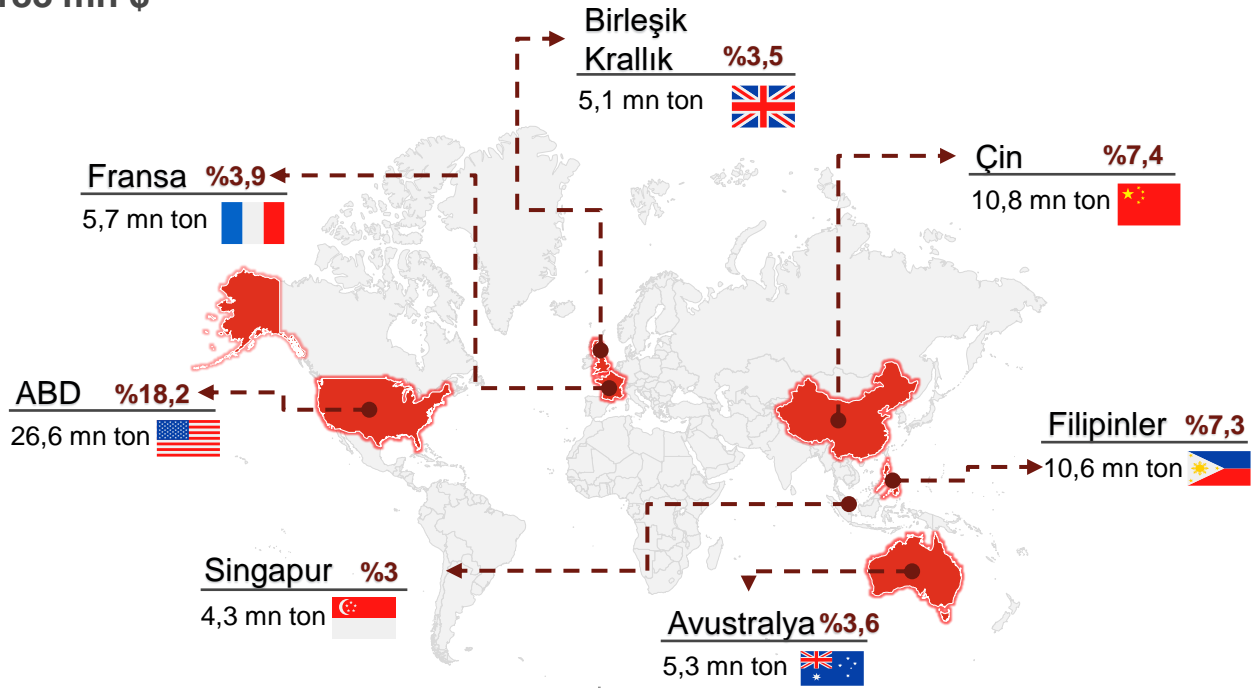 mn $
Birleşik
Krallık %3,5
5,1 mn ton
Fransa %3,9
5,7 mn ton
Çin %7,4
10,8 mn ton
ABD %18,2
26,6 mn ton
Filipinler %7,3
10,6 mn ton
Singapur %3
4,3 mn ton
Avustralya %3,6
5,3 mn ton